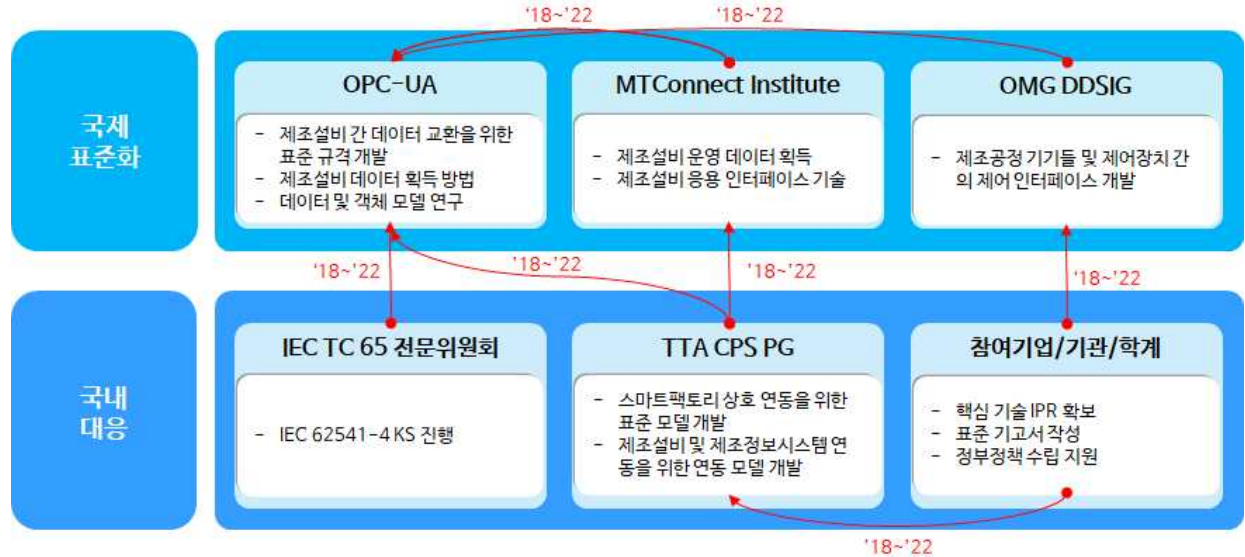 '18~'22
'18~'22
국제
표준화
OPC-UA
- 제조설비 간 데이터 교환을 위한
표준 규격 개발
- 제조설비 데이터 획득 방법
- 데이터 및 객체 모델 연구
MTConnect Institute
- 제조설비 운영 데이터 획득
- 제조설비 응용 인터페이스 기술
OMG DDSIG
- 제조공정 기기들 및 제어장치 간
의 제어 인터페이스 개발
'18~'22
'18~'22
'18~'22
'18~'22
국내
대응
IEC TC 65 전문위원회
- IEC 62541-4 KS 진행
TTA CPS PG
- 스마트팩토리 상호 연동을 위한
표준 모델 개발
- 제조설비 및 제조정보시스템 연
동을 위한 연동 모델 개발
참여기업/기관/학계
- 핵심 기술 IPR 확보
- 표준 기고서 작성
- 정부정책 수립 지원
'18~'22